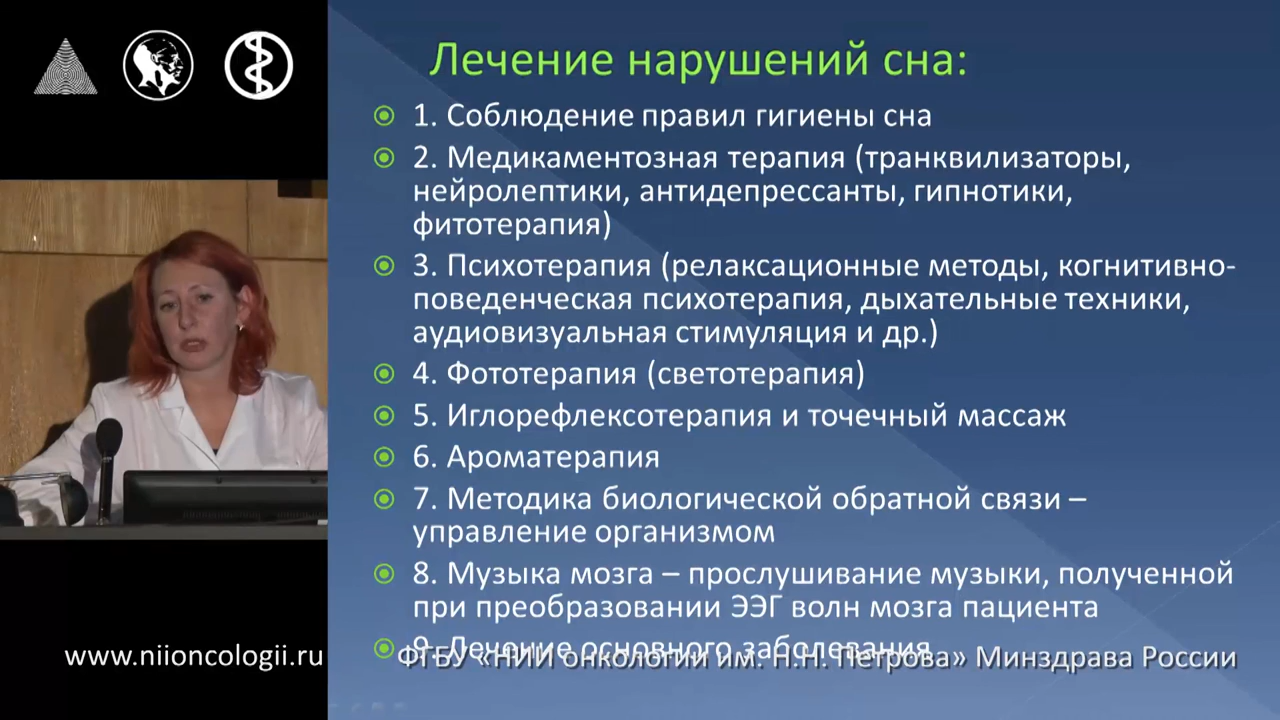 Лечение нарушений сна:
1. Соблюдение правил гигиены сна
2. Медикаментозная терапия (транквилизаторы,
нейролептики, антидепрессанты, гипнотики,
фитотерапия)
3. Психотерапия (релаксационные методы, когнитивно-
поведенческая психотерапия, дыхательные техники,
аудиовизуальная стимуляция и др.)
4. Фототерапия (светотерапия)
5. Иглорефлексотерапия и точечный массаж
6. Ароматерапия
7. Методика биологической обратной связи –
управление организмом
8. Музыка мозга – прослушивание музыки, полученной
при преобразовании ЭЭГ волн мозга пациента
9. Лечение основного заболевания
www.niioncologii.ru
ФГБУ «НИИ онкологии им. Н.Н. Петрова» Минздрава России